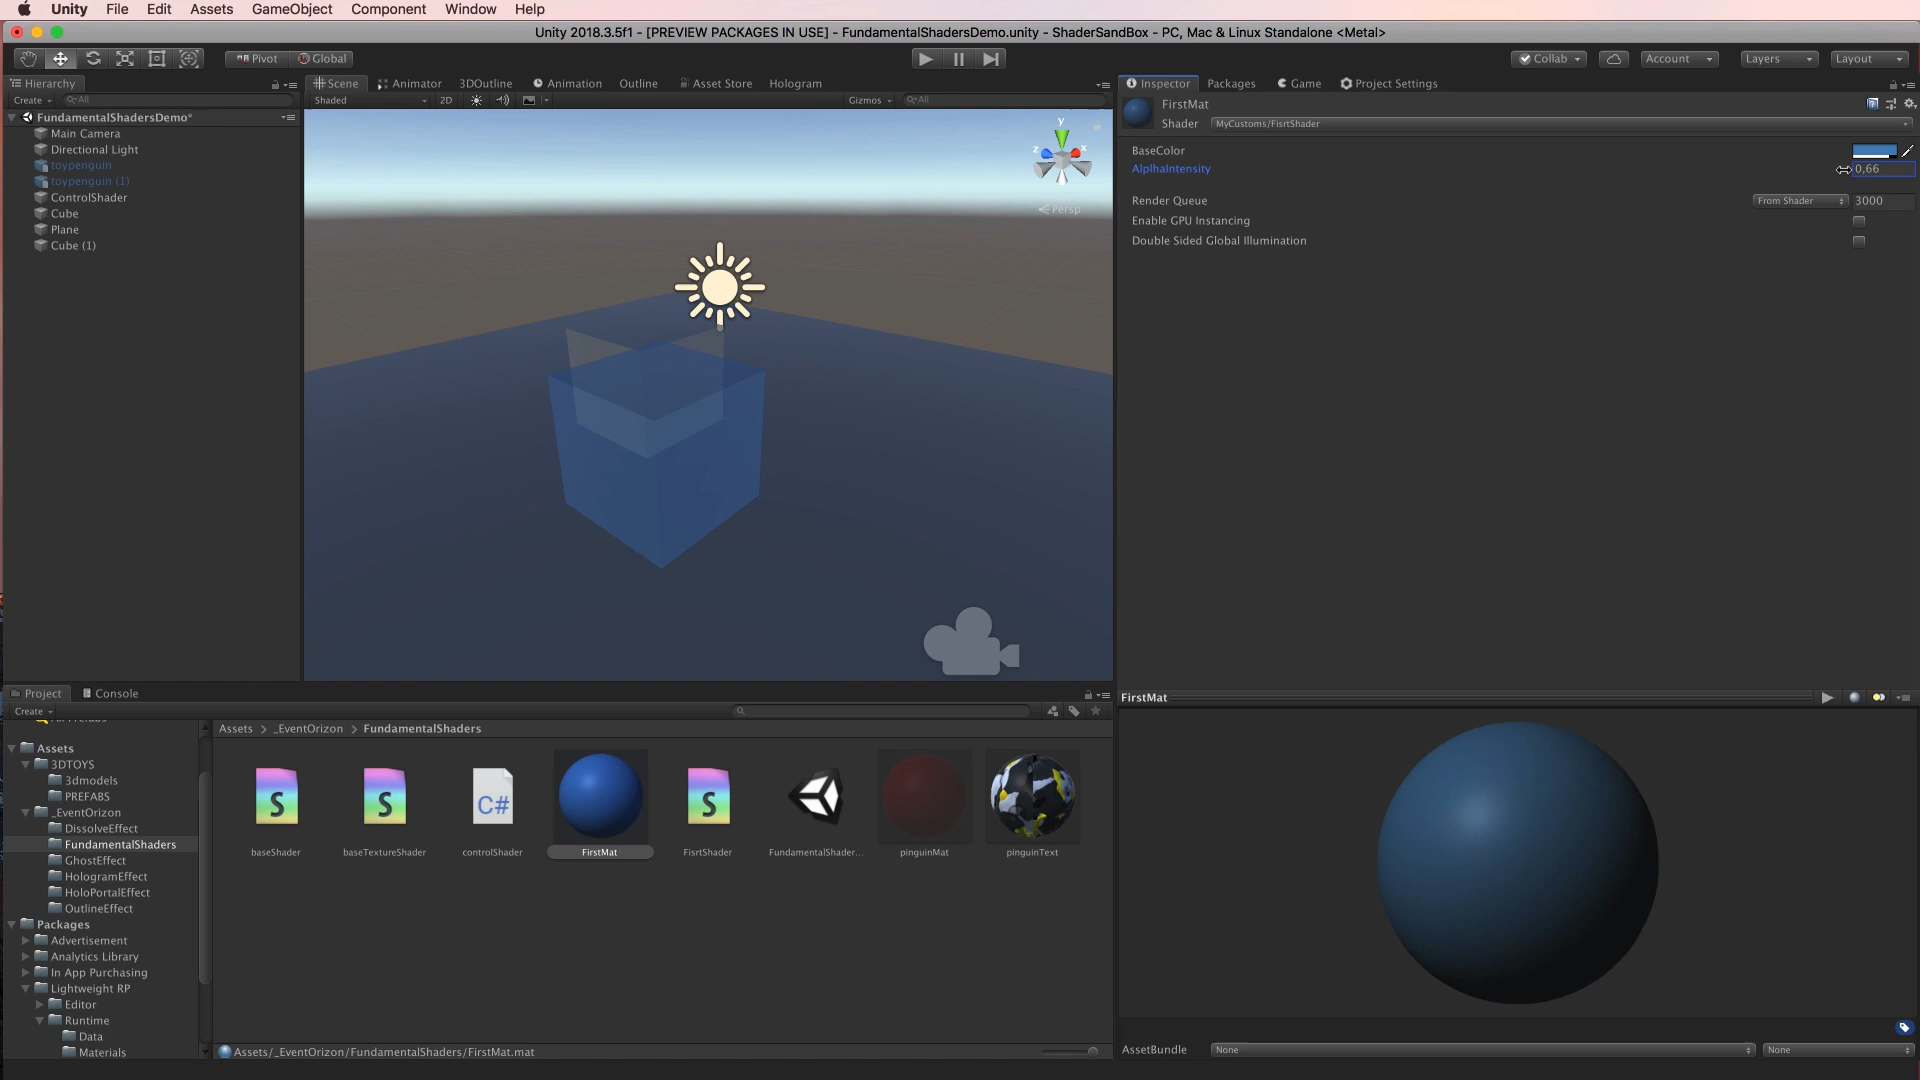 Unity File Edit Assets GameObject Component Window Help
Unity 2018.3.5f1 - [PREVIEW PACKAGES IN USE] - FundamentalShadersDemo.unity - ShaderSandBox - PC, Mac & Linux Standalone <Metal>
Pivot Global Collab Account Layers Layout
Hierarchy Scene Animator 3DOutline Animation Outline Asset Store Hologram Inspector Packages Game Project Settings
Create All Shaded 2D Gizmos All
FirstMat
Shader MyCustoms/FisrtShader
FundamentalShadersDemo*
Main Camera
Directional Light
toypenguin
toypenguin (1)
ControlShader
Cube
Plane
Cube (1)
y
z x
Persp
BaseColor
AlplhaIntensity 0,66
Render Queue From Shader 3000
Enable GPU Instancing
Double Sided Global Illumination
Project Console
Create
Assets
3DTOYS
3dmodels
PREFABS
_EventOrizon
DissolveEffect
FundamentalShaders
GhostEffect
HologramEffect
HoloPortalEffect
OutlineEffect
Packages
Advertisement
Analytics Library
In App Purchasing
Lightweight RP
Editor
Runtime
Data
Materials
Assets _EventOrizon FundamentalShaders
S S C# S
baseShader baseTextureShader controlShader FirstMat FisrtShader FundamentalShader... pinguinMat pinguinText
Assets/_EventOrizon/FundamentalShaders/FirstMat.mat
FirstMat
AssetBundle None None